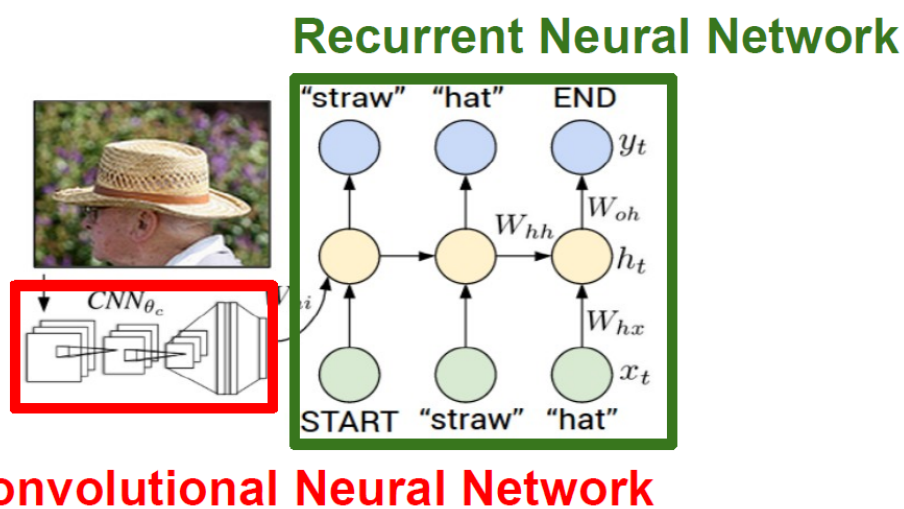 Recurrent Neural Network
“straw” “hat” END
y_t
W_hh
W_oh
h_t
CNN_θc
W_hx
x_t
START “straw” “hat”
onvolutional Neural Network